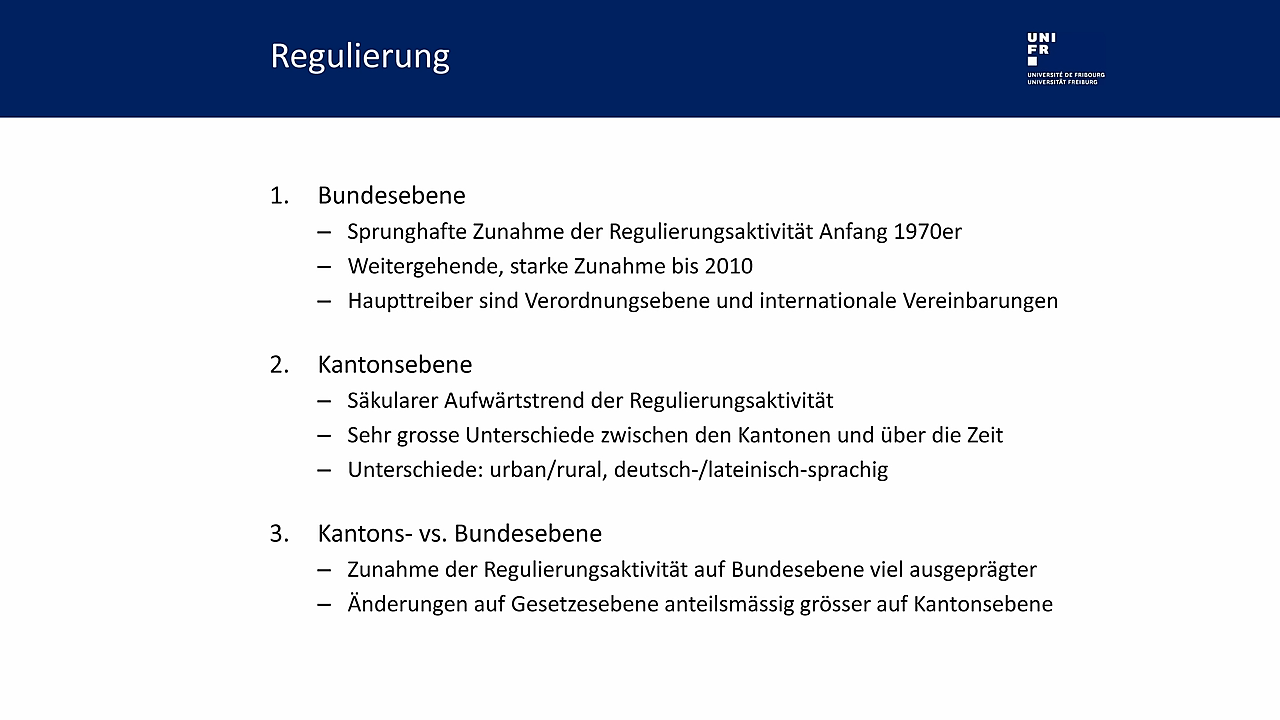 Regulierung
UNI
FR
UNIVERSITÉ DE FRIBOURG
UNIVERSITÄT FREIBURG
1. Bundesebene
– Sprunghafte Zunahme der Regulierungsaktivität Anfang 1970er
– Weitergehende, starke Zunahme bis 2010
– Haupttreiber sind Verordnungsebene und internationale Vereinbarungen
2. Kantonsebene
– Säkularer Aufwärtstrend der Regulierungsaktivität
– Sehr grosse Unterschiede zwischen den Kantonen und über die Zeit
– Unterschiede: urban/rural, deutsch-/lateinisch-sprachig
3. Kantons- vs. Bundesebene
– Zunahme der Regulierungsaktivität auf Bundesebene viel ausgeprägter
– Änderungen auf Gesetzesebene anteilsmässig grösser auf Kantonsebene